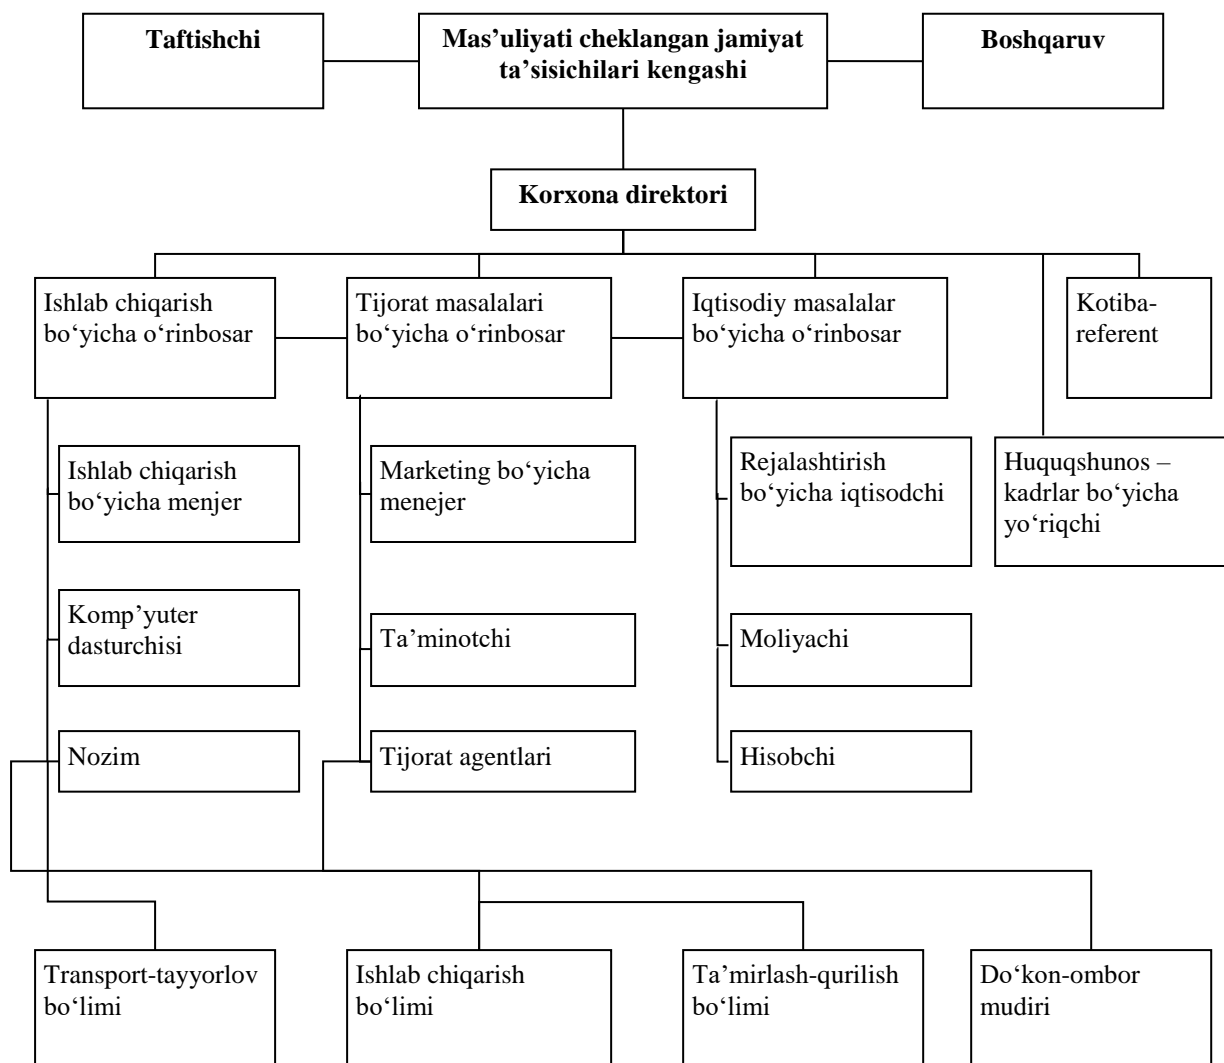 Taftishchi
Mas’uliyati cheklangan jamiyat
ta’sisichilari kengashi
Boshqaruv
Korxona direktori
Ishlab chiqarish
bo‘yicha o‘rinbosar
Tijorat masalalari
bo‘yicha o‘rinbosar
Iqtisodiy masalalar
bo‘yicha o‘rinbosar
Kotiba-
referent
Ishlab chiqarish
bo‘yicha menjer
Marketing bo‘yicha
menejer
Rejalashtirish
bo‘yicha iqtisodchi
Huquqshunos –
kadrlar bo‘yicha
yo‘riqchi
Komp’yuter
dasturchisi
Ta’minotchi
Moliyachi
Nozim
Tijorat agentlari
Hisobchi
Transport-tayyorlov
bo‘limi
Ishlab chiqarish
bo‘limi
Ta’mirlash-qurilish
bo‘limi
Do‘kon-ombor
mudiri